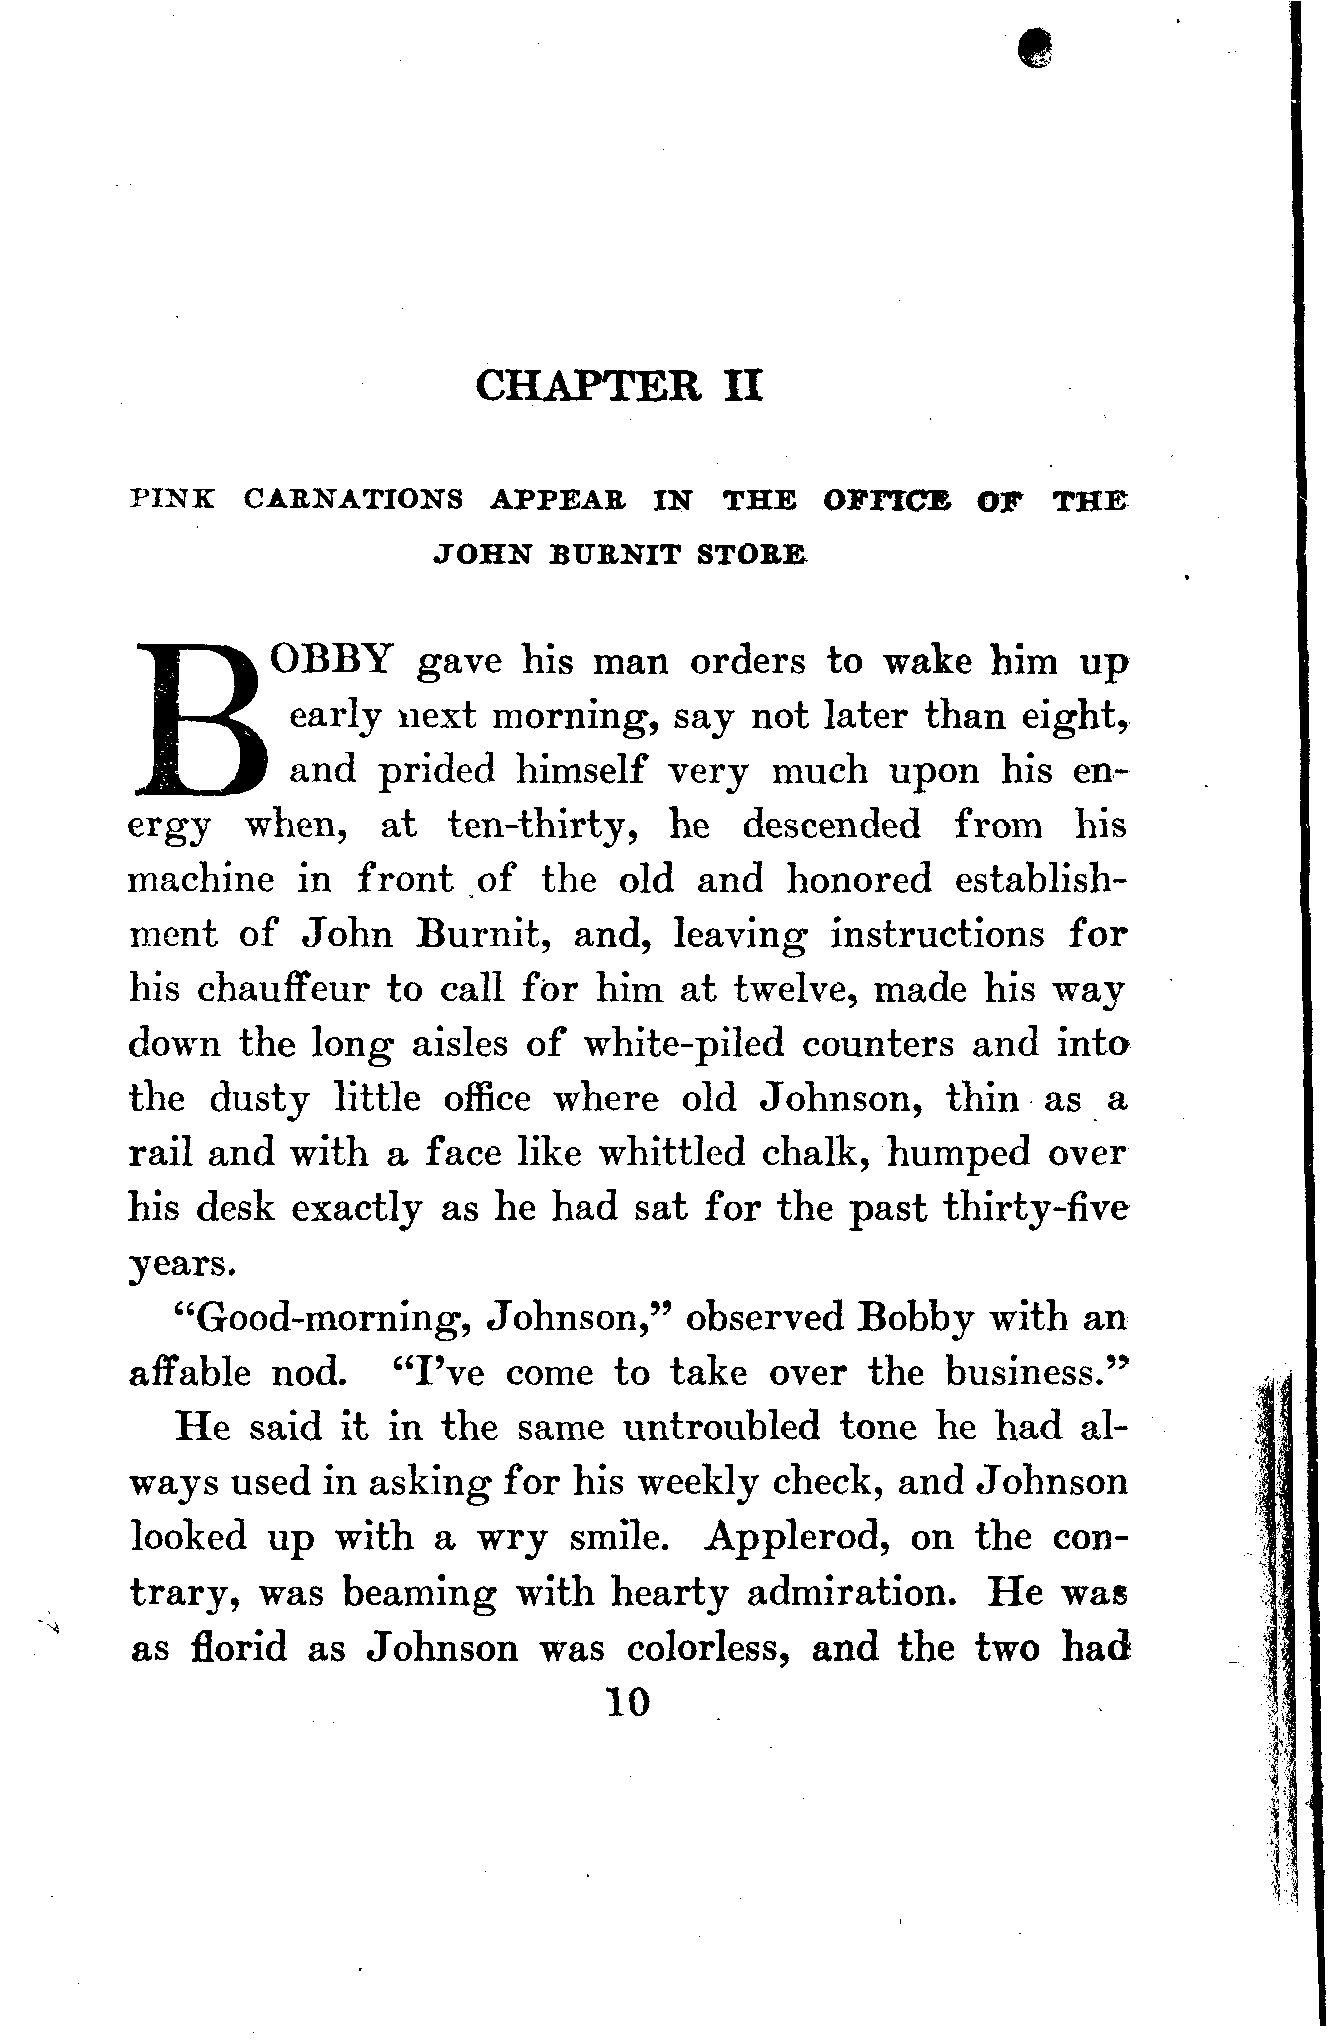 CHAPTER II
PINK CARNATIONS APPEAR IN THE OFFICE OF THE
JOHN BURNIT STORE
BOBBY gave his man orders to wake him up
early next morning, say not later than eight,
and prided himself very much upon his en-
ergy when, at ten-thirty, he descended from his
machine in front of the old and honored establish-
ment of John Burnit, and, leaving instructions for
his chauffeur to call for him at twelve, made his way
down the long aisles of white-piled counters and into
the dusty little office where old Johnson, thin as a
rail and with a face like whittled chalk, humped over
his desk exactly as he had sat for the past thirty-five
years.
“Good-morning, Johnson,” observed Bobby with an
affable nod. “I’ve come to take over the business.”
He said it in the same untroubled tone he had al-
ways used in asking for his weekly check, and Johnson
looked up with a wry smile. Applerod, on the con-
trary, was beaming with hearty admiration. He was
as florid as Johnson was colorless, and the two had
10